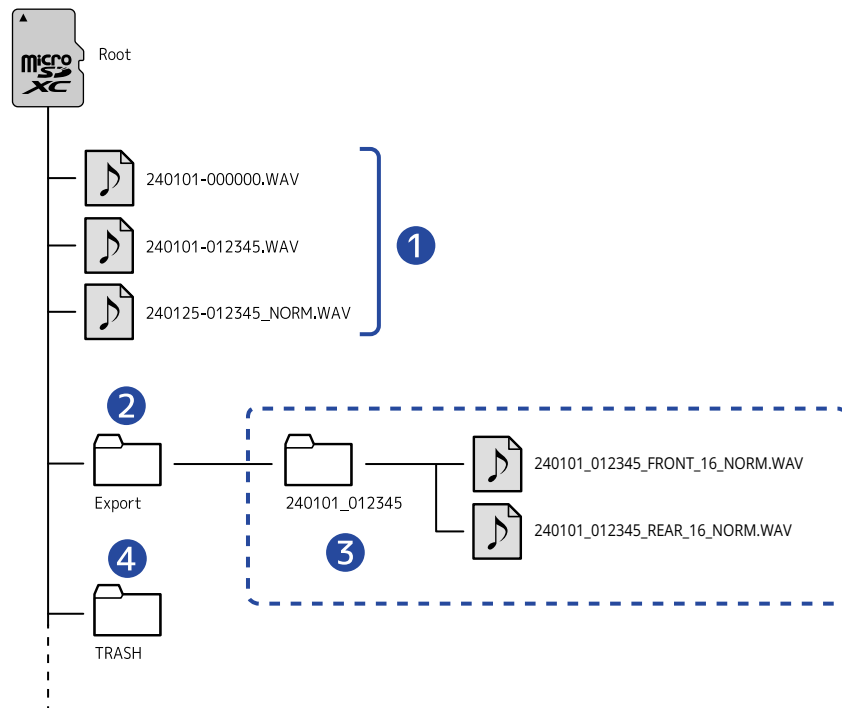 micro
SD
XC
Root
240101-000000.WAV
240101-012345.WAV
240125-012345_NORM.WAV
1
2
Export
240101_012345
3
240101_012345_FRONT_16_NORM.WAV
240101_012345_REAR_16_NORM.WAV
4
TRASH